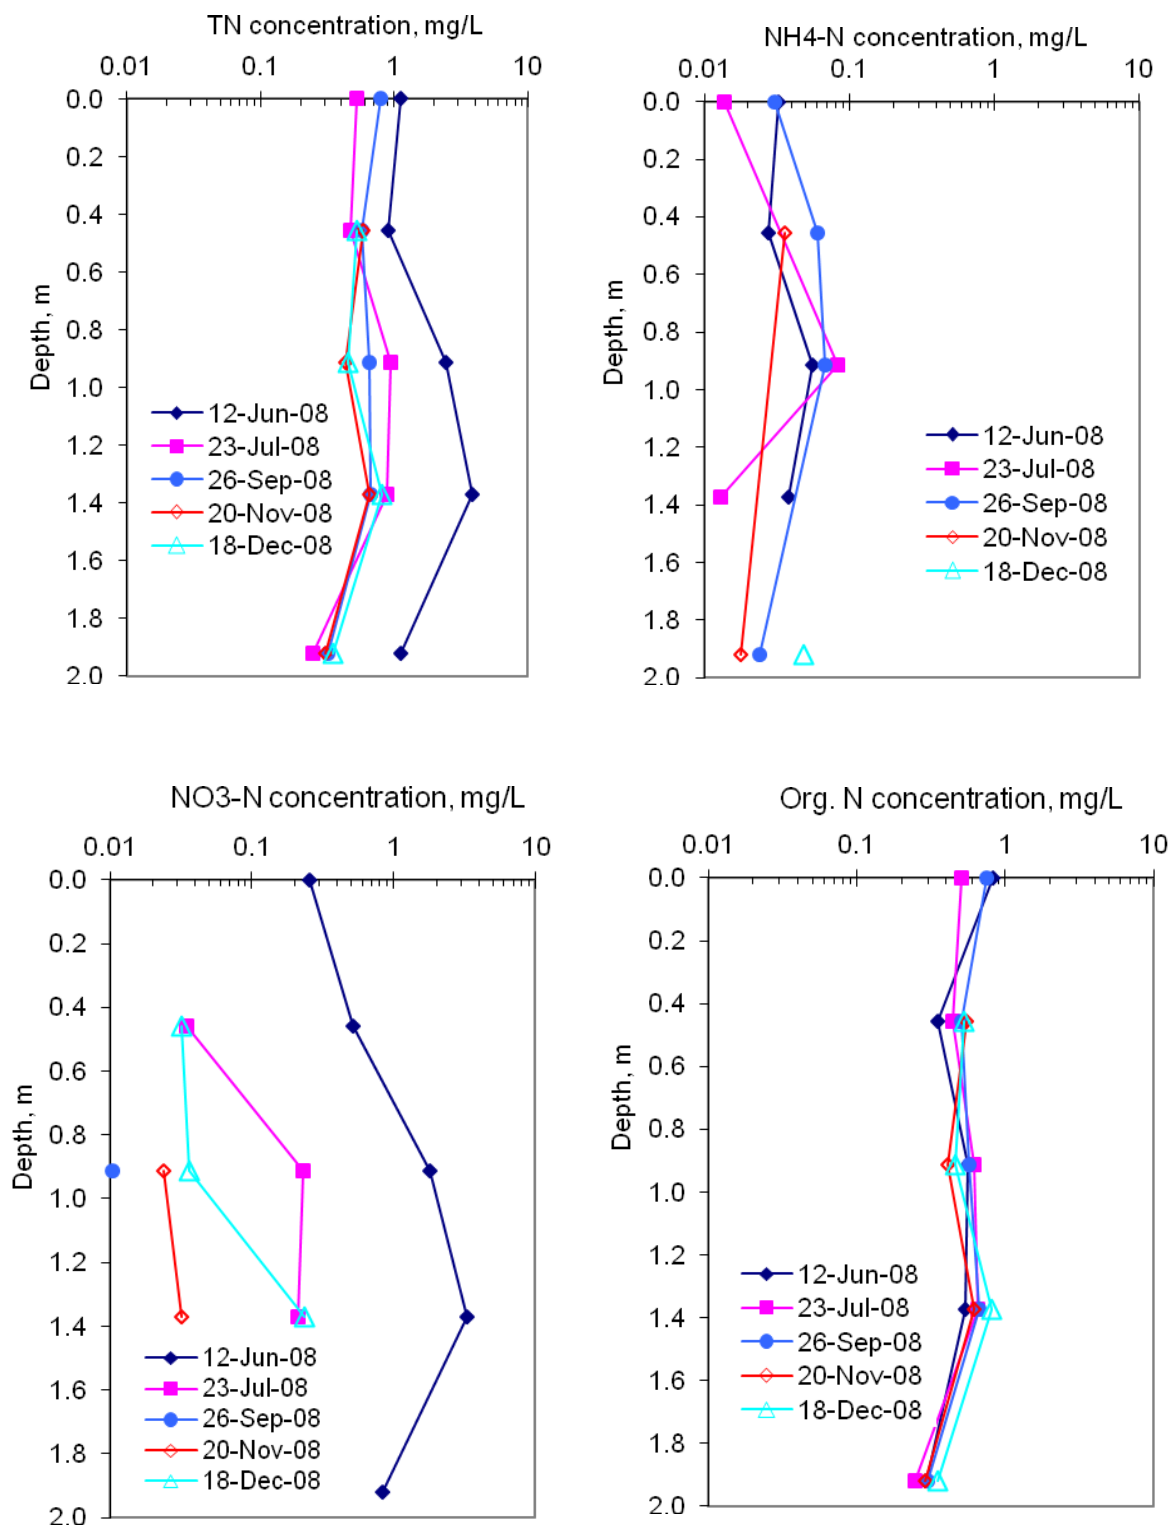 TN concentration, mg/L
0.01 0.1 1 10
0.0
0.2
0.4
0.6
0.8
1.0
1.2
1.4
1.6
1.8
2.0
Depth, m
12-Jun-08
23-Jul-08
26-Sep-08
20-Nov-08
18-Dec-08
NH4-N concentration, mg/L
0.01 0.1 1 10
0.0
0.2
0.4
0.6
0.8
1.0
1.2
1.4
1.6
1.8
2.0
Depth, m
12-Jun-08
23-Jul-08
26-Sep-08
20-Nov-08
18-Dec-08
NO3-N concentration, mg/L
0.01 0.1 1 10
0.0
0.2
0.4
0.6
0.8
1.0
1.2
1.4
1.6
1.8
2.0
Depth, m
12-Jun-08
23-Jul-08
26-Sep-08
20-Nov-08
18-Dec-08
Org. N concentration, mg/L
0.01 0.1 1 10
0.0
0.2
0.4
0.6
0.8
1.0
1.2
1.4
1.6
1.8
2.0
Depth, m
12-Jun-08
23-Jul-08
26-Sep-08
20-Nov-08
18-Dec-08